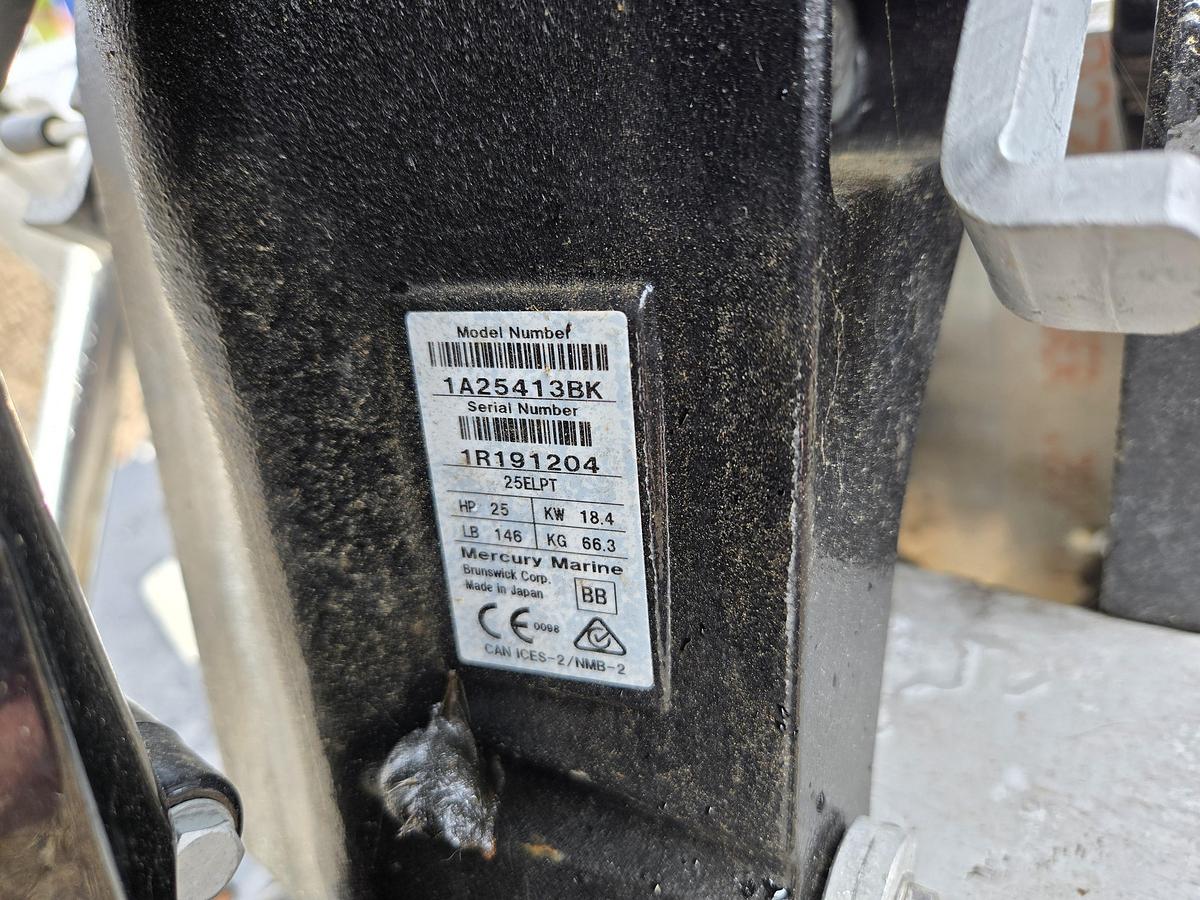 Model Number
1A25413BK
Serial Number
1R191204
25ELPT
HP 25 KW 18.4
LB 146 KG 66.3
Mercury Marine
Brunswick Corp.
Made in Japan
BB
CE 0098
CAN ICES-2/NMB-2